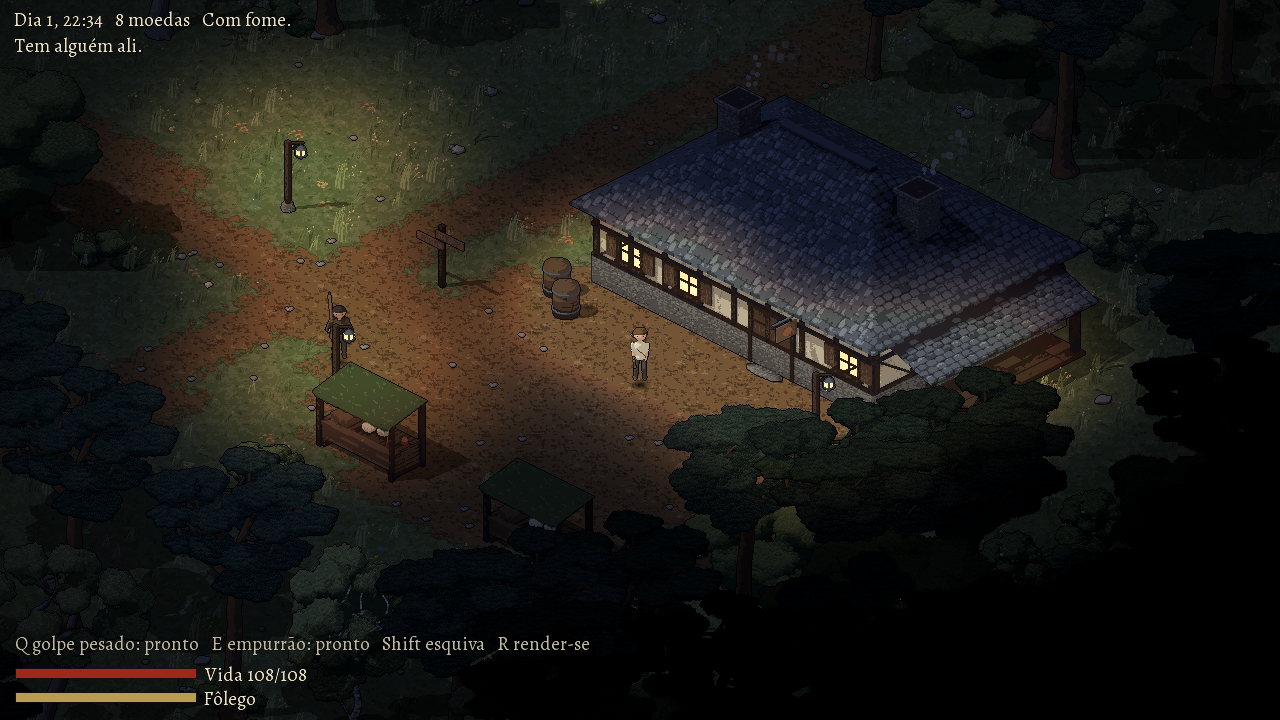 Dia 1, 22:34 8 moedas Com fome.
Tem alguém ali.
Q golpe pesado: pronto E empurrão: pronto Shift esquiva R render-se
Vida 108/108
Fôlego